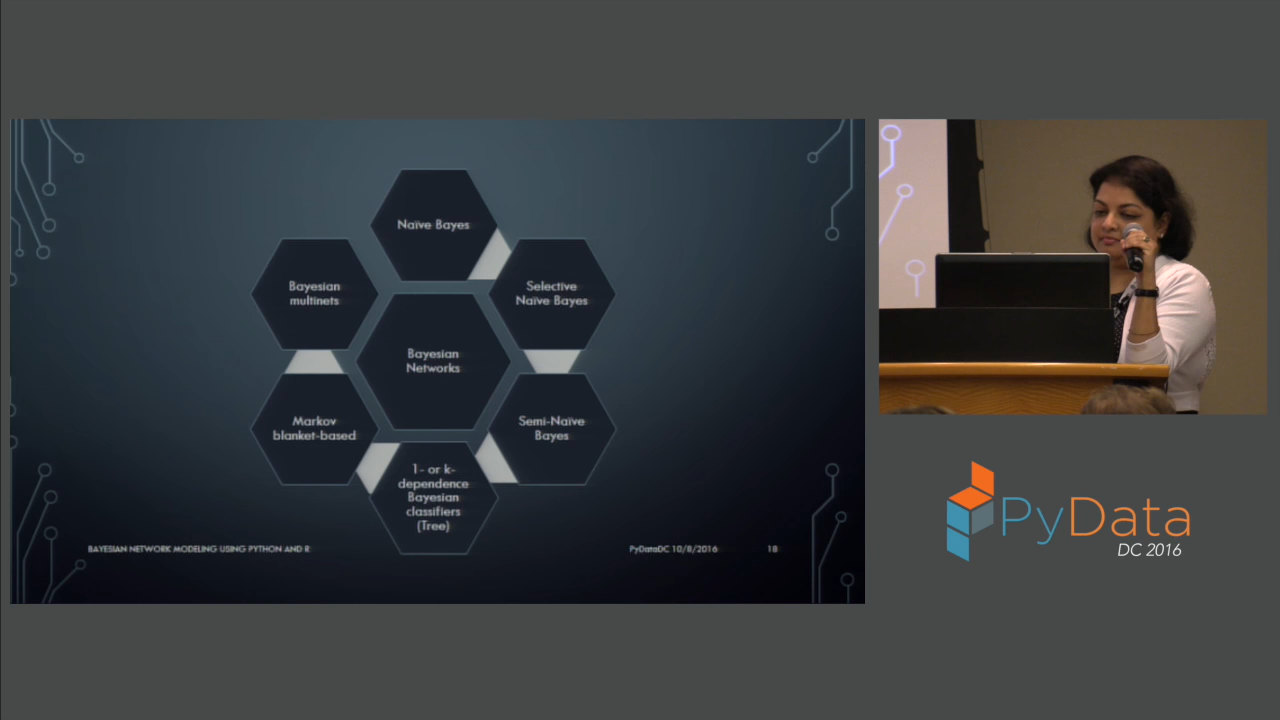 Naïve Bayes
Bayesian
multinets
Selective
Naïve Bayes
Bayesian
Networks
Markov
blanket-based
Semi-Naïve
Bayes
1- or k-
dependence
Bayesian
classifiers
(Tree)
BAYESIAN NETWORK MODELING USING PYTHON AND R
PyDataDC 10/8/2016
18
PyData
DC 2016